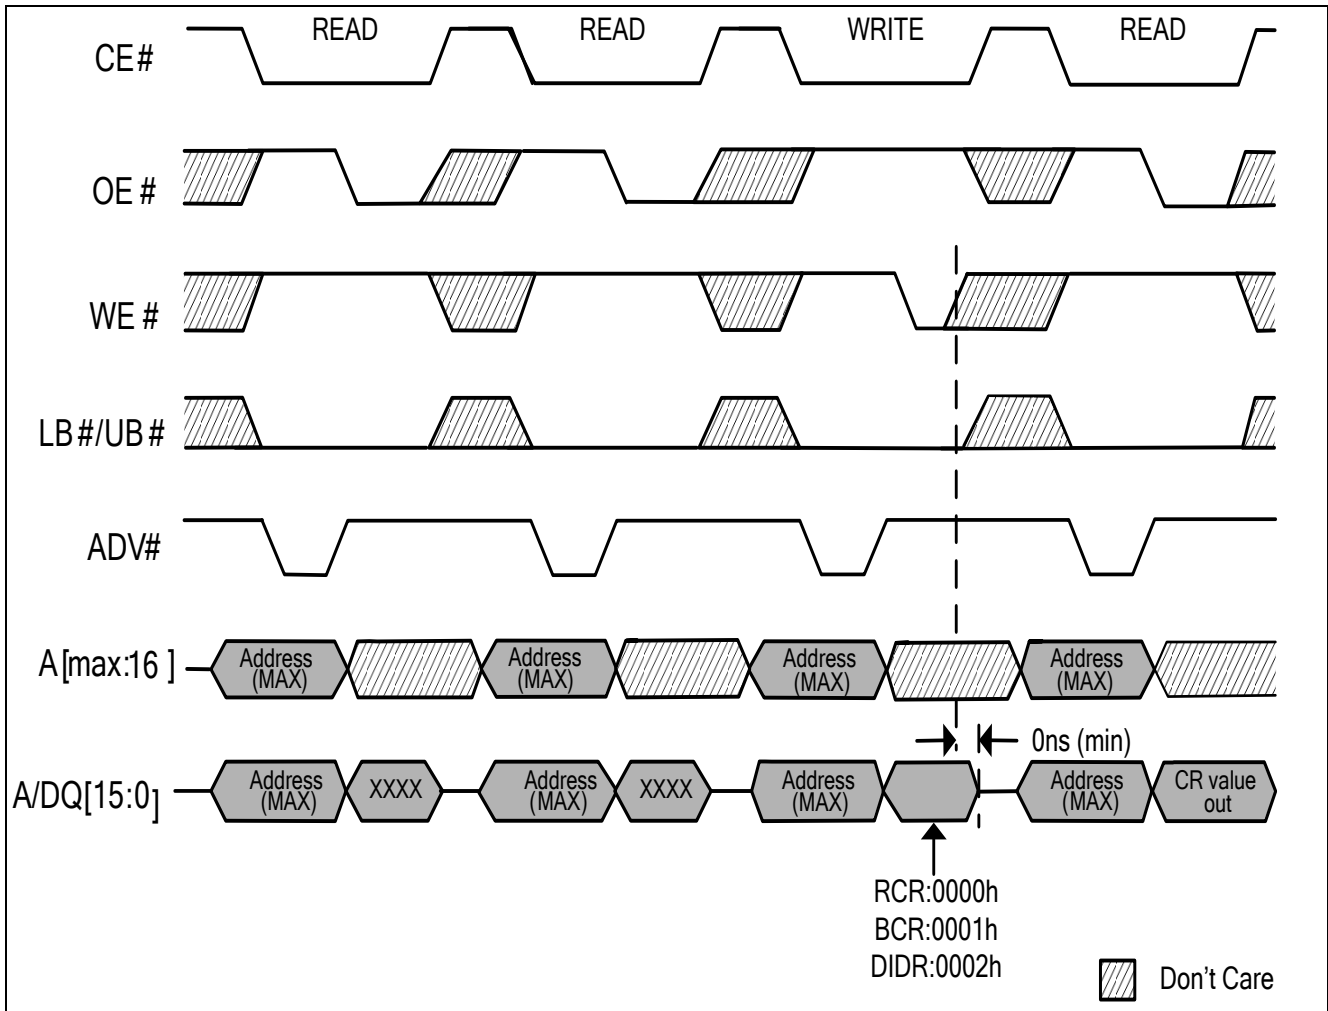 READ READ WRITE READ
CE#
OE #
WE #
LB#/UB#
ADV#
A[max:16 ]
Address
(MAX)
Address
(MAX)
Address
(MAX)
Address
(MAX)
0ns (min)
A/DQ[15:0]
Address
(MAX)
XXXX
Address
(MAX)
XXXX
Address
(MAX)
Address
(MAX)
CR value
out
RCR:0000h
BCR:0001h
DIDR:0002h
Don't Care